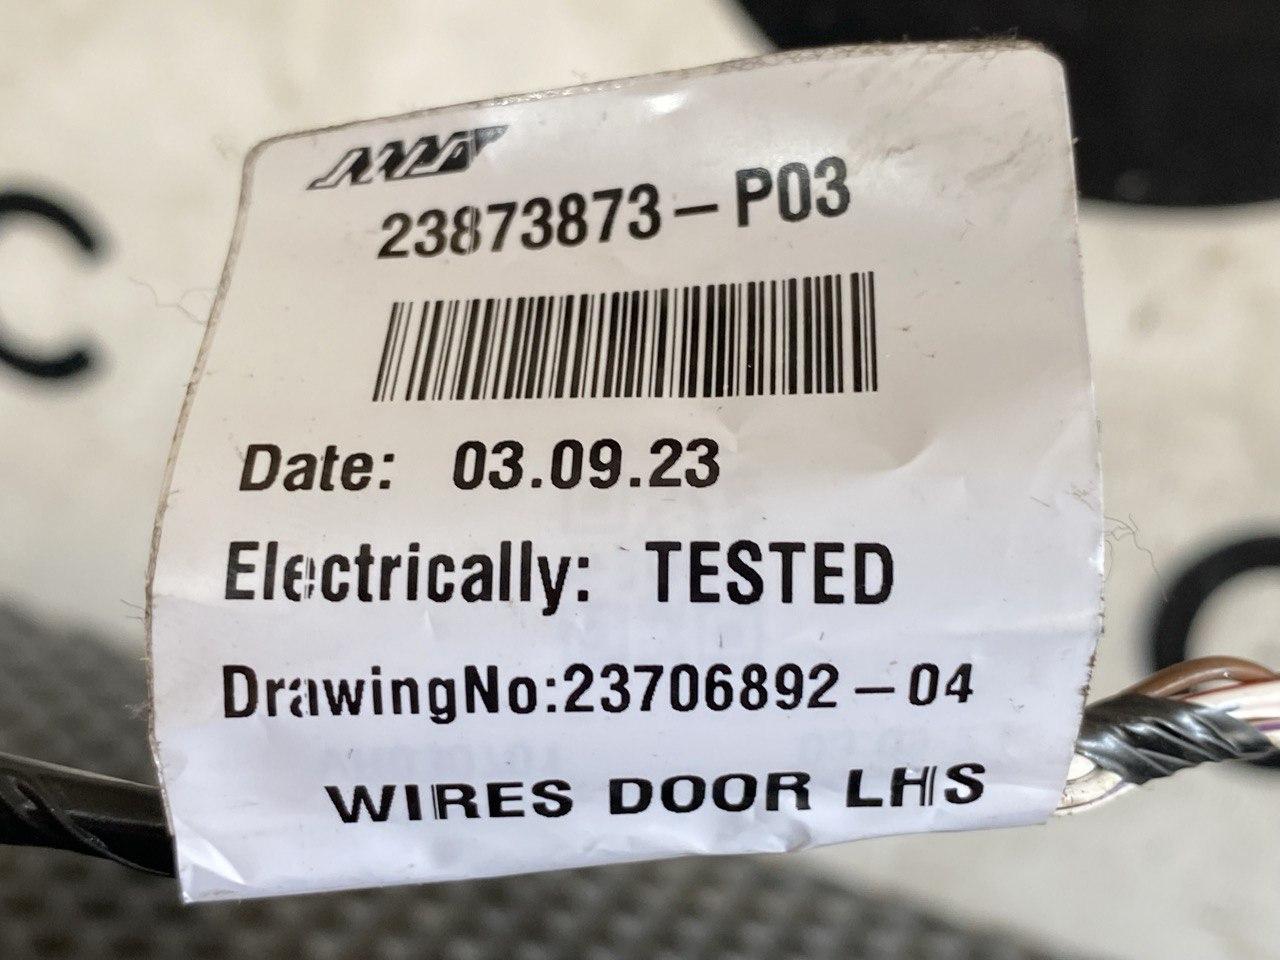 23873873-P03
Date: 03.09.23
Electrically: TESTED
DrawingNo:23706892-04
WIRES DOOR LHS